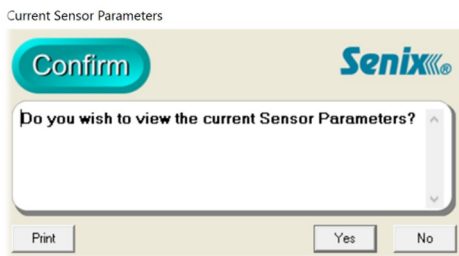 Current Sensor Parameters
Confirm
Senix®
Do you wish to view the current Sensor Parameters?
Print
Yes
No